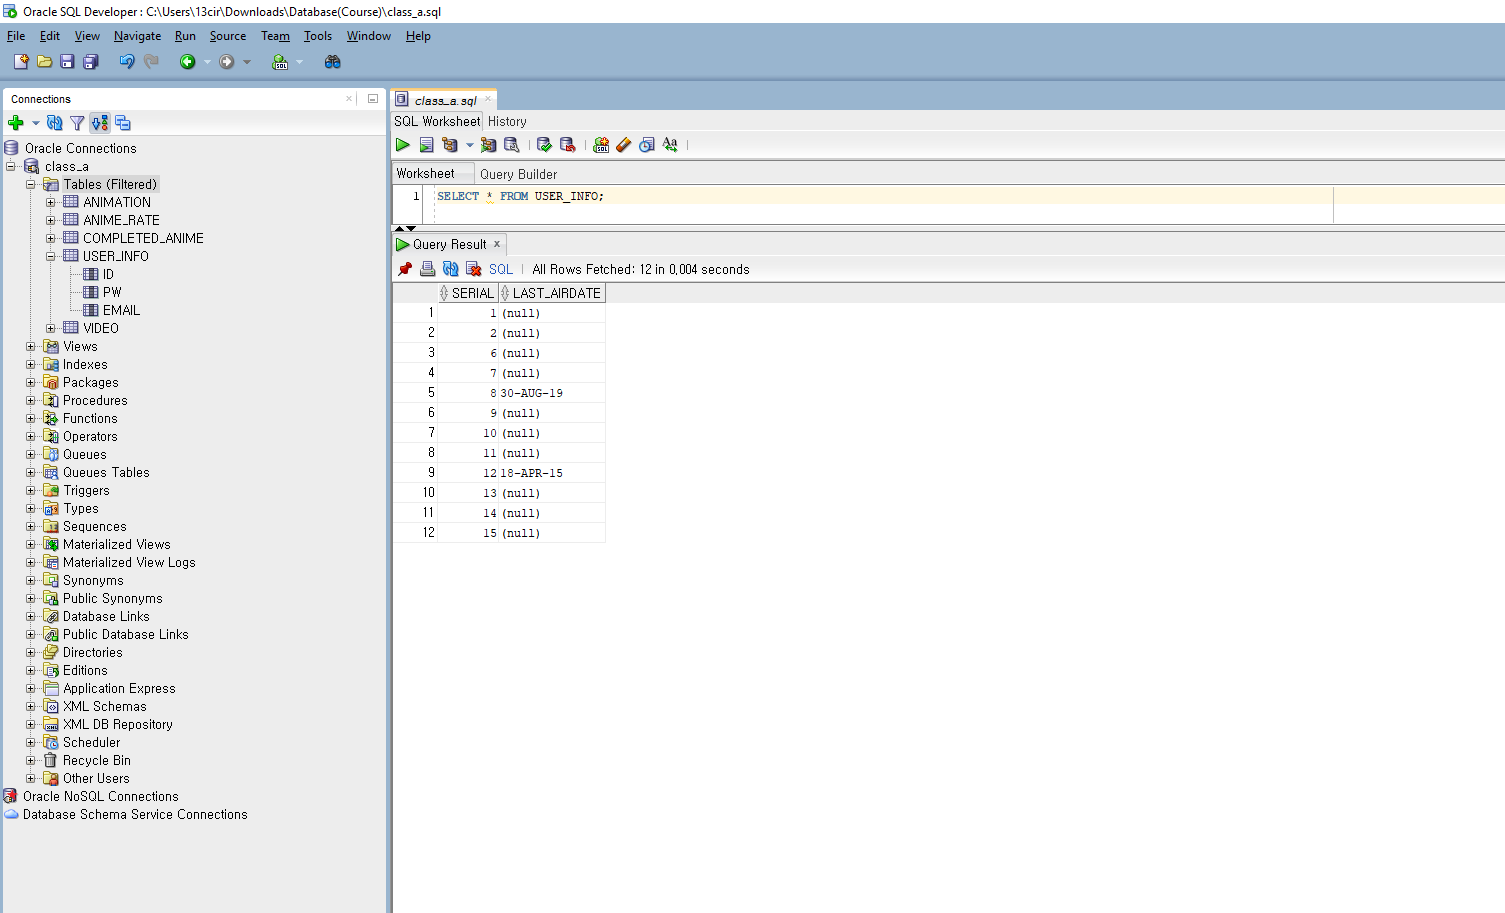 Oracle SQL Developer : C:\Users\13cir\Downloads\Database(Course)\class_a.sql
File Edit View Navigate Run Source Team Tools Window Help
Connections
Oracle Connections
class_a
Tables (Filtered)
ANIMATION
ANIME_RATE
COMPLETED_ANIME
USER_INFO
ID
PW
EMAIL
VIDEO
Views
Indexes
Packages
Procedures
Functions
Operators
Queues
Queues Tables
Triggers
Types
Sequences
Materialized Views
Materialized View Logs
Synonyms
Public Synonyms
Database Links
Public Database Links
Directories
Editions
Application Express
XML Schemas
XML DB Repository
Scheduler
Recycle Bin
Other Users
Oracle NoSQL Connections
Database Schema Service Connections
class_a.sql
SQL Worksheet History
Worksheet Query Builder
1 SELECT * FROM USER_INFO;
Query Result
SQL All Rows Fetched: 12 in 0,004 seconds
SERIAL LAST_AIRDATE
1 1 (null)
2 2 (null)
3 6 (null)
4 7 (null)
5 8 30-AUG-19
6 9 (null)
7 10 (null)
8 11 (null)
9 12 18-APR-15
10 13 (null)
11 14 (null)
12 15 (null)